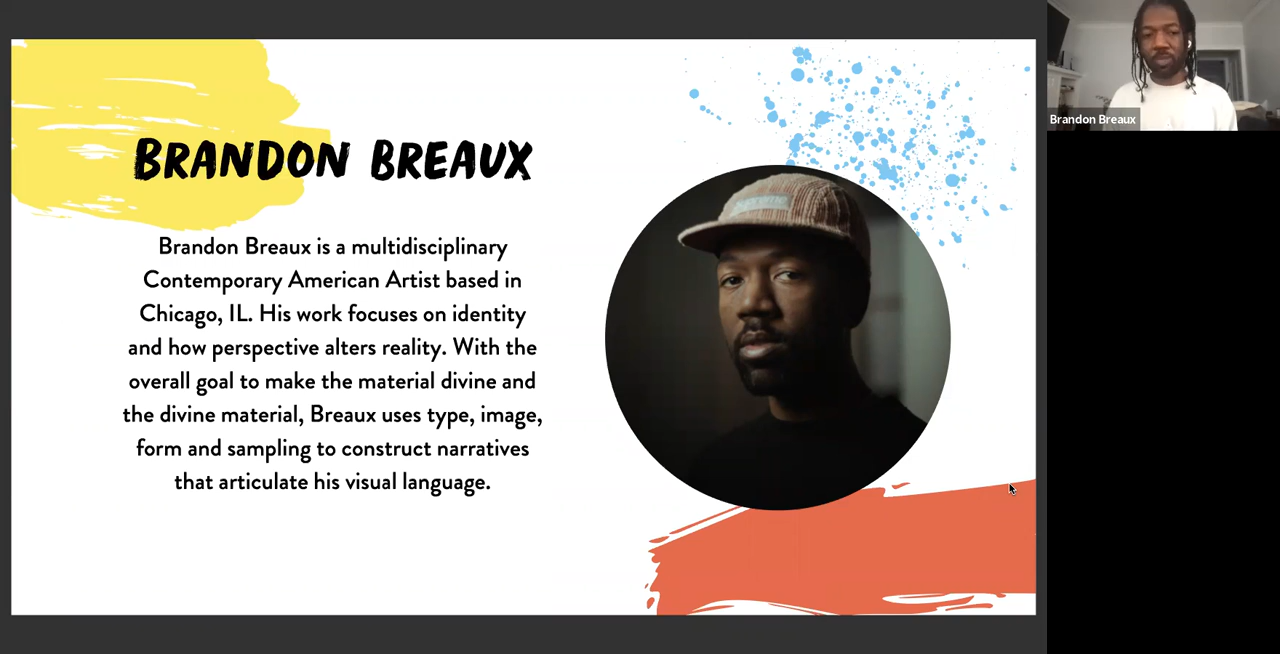 BRANDON BREAUX
Brandon Breaux is a multidisciplinary
Contemporary American Artist based in
Chicago, IL. His work focuses on identity
and how perspective alters reality. With the
overall goal to make the material divine and
the divine material, Breaux uses type, image,
form and sampling to construct narratives
that articulate his visual language.
Supreme
Brandon Breaux